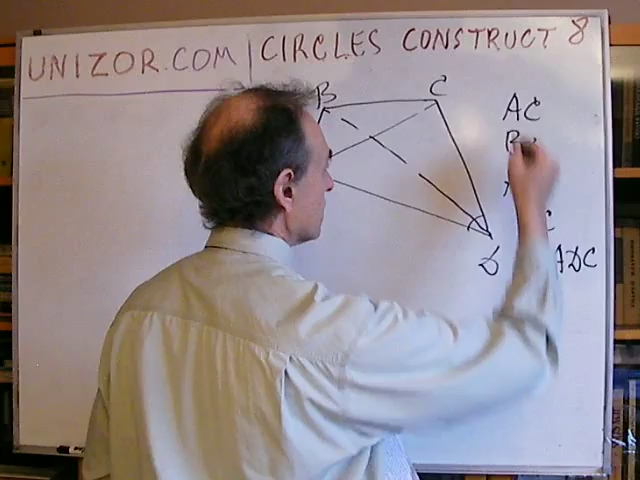 UNIZOR.COM | CIRCLES CONSTRUCT 8
B C
AC
D
ADC